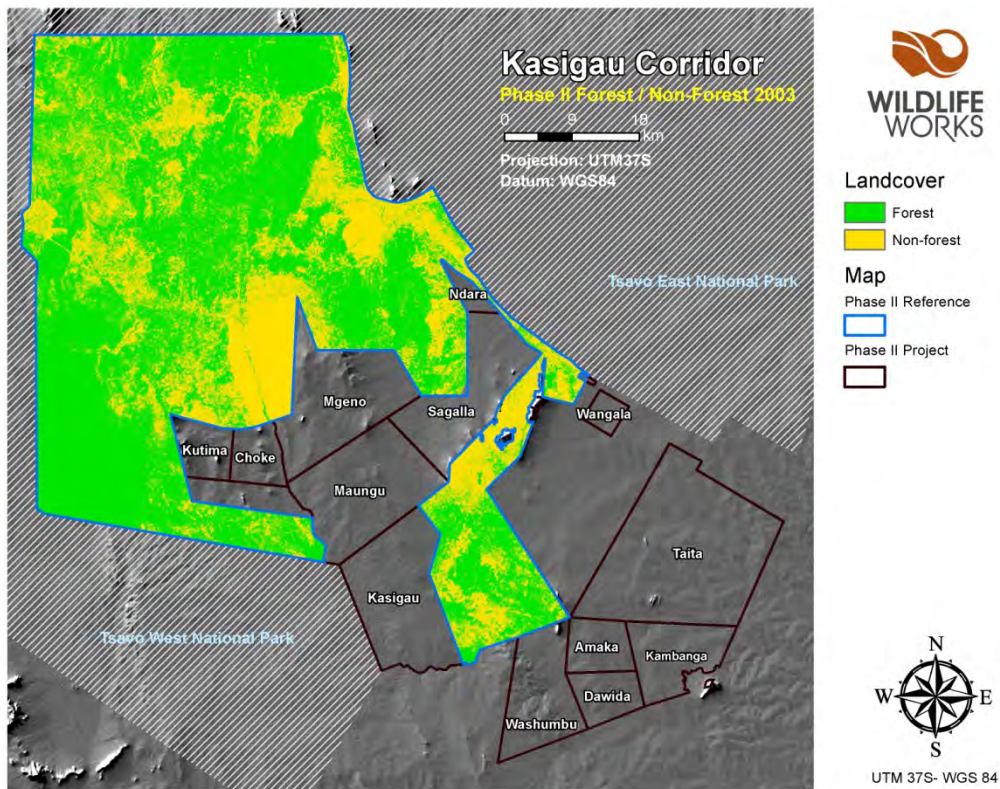 Kasigau Corridor
Phase II Forest / Non-Forest 2003
0 9 18
km
Projection: UTM37S
Datum: WGS84
Tsavo East National Park
Ndara
Mgeno
Sagalla
Wangala
Kutima
Choke
Maungu
Taita
Kasigau
Tsavo West National Park
Amaka
Kambanga
Dawida
Washumbu
WILDLIFE
WORKS
Landcover
Forest
Non-forest
Map
Phase II Reference
Phase II Project
N
W E
S
UTM 37S- WGS 84